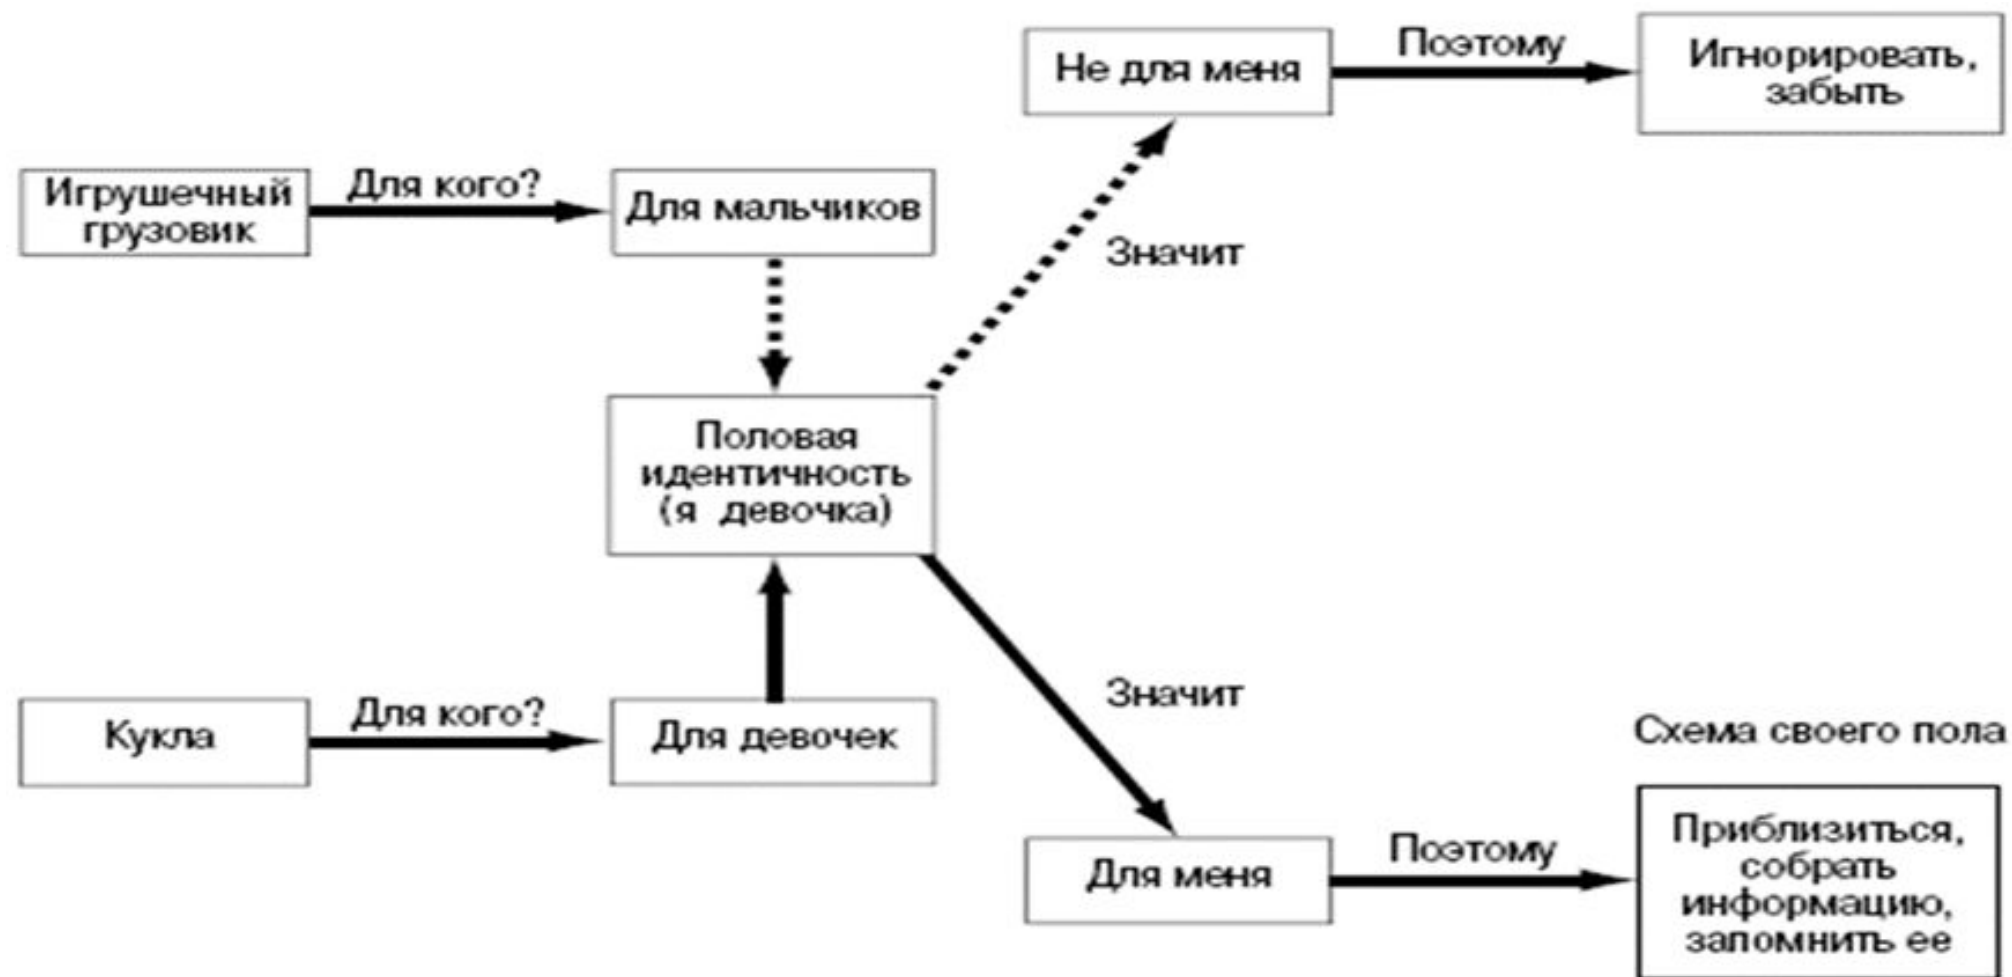 Не для меня
Поэтому
Игнорировать,
забыть
Игрушечный
грузовик
Для кого?
Для мальчиков
Значит
Половая
идентичность
(я девочка)
Кукла
Для кого?
Для девочек
Значит
Схема своего пола
Для меня
Поэтому
Приблизиться,
собрать
информацию,
запомнить ее